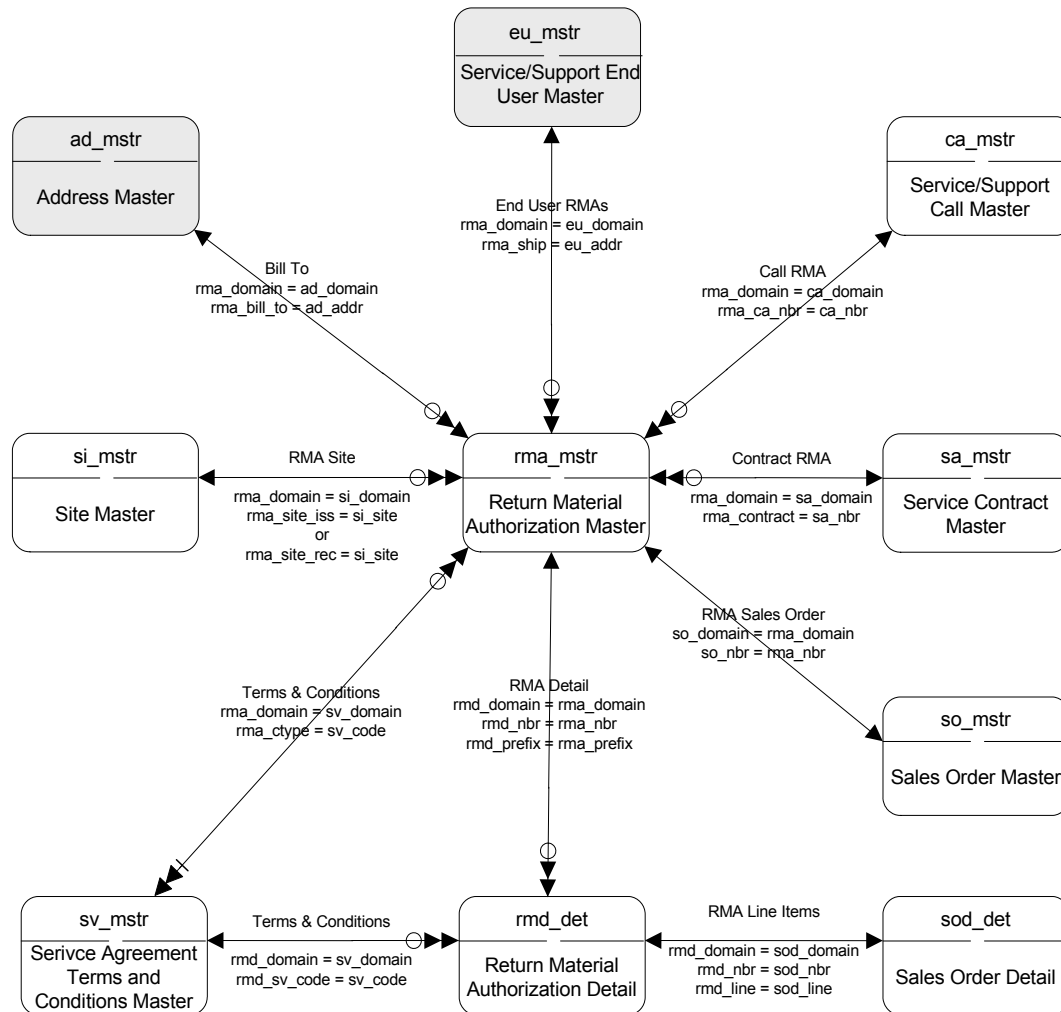 eu_mstr
Service/Support End
User Master
ad_mstr
Address Master
ca_mstr
Service/Support
Call Master
End User RMAs
rma_domain = eu_domain
rma_ship = eu_addr
Bill To
rma_domain = ad_domain
rma_bill_to = ad_addr
Call RMA
rma_domain = ca_domain
rma_ca_nbr = ca_nbr
si_mstr
Site Master
RMA Site
rma_domain = si_domain
rma_site_iss = si_site
or
rma_site_rec = si_site
rma_mstr
Return Material
Authorization Master
Contract RMA
rma_domain = sa_domain
rma_contract = sa_nbr
sa_mstr
Service Contract
Master
RMA Sales Order
so_domain = rma_domain
so_nbr = rma_nbr
Terms & Conditions
rma_domain = sv_domain
rma_ctype = sv_code
RMA Detail
rmd_domain = rma_domain
rmd_nbr = rma_nbr
rmd_prefix = rma_prefix
so_mstr
Sales Order Master
sv_mstr
Serivce Agreement
Terms and
Conditions Master
Terms & Conditions
rmd_domain = sv_domain
rmd_sv_code = sv_code
rmd_det
Return Material
Authorization Detail
RMA Line Items
rmd_domain = sod_domain
rmd_nbr = sod_nbr
rmd_line = sod_line
sod_det
Sales Order Detail